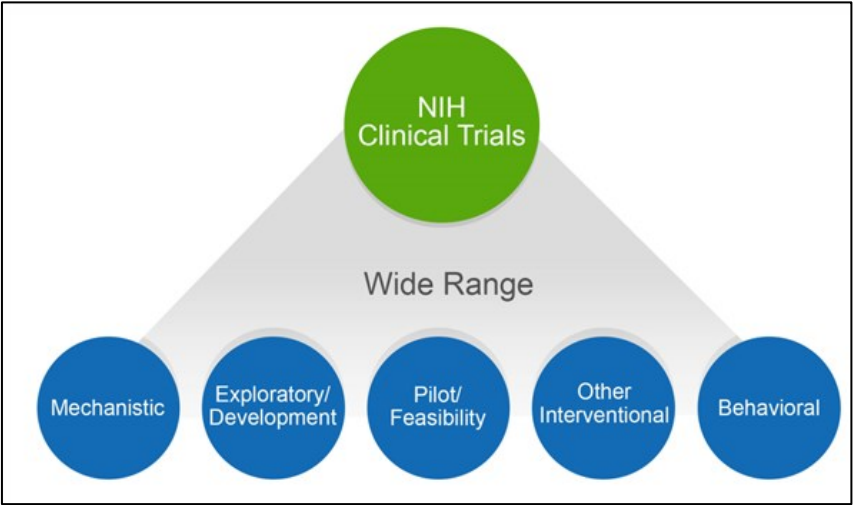 NIH
Clinical Trials
Wide Range
Mechanistic
Exploratory/
Development
Pilot/
Feasibility
Other
Interventional
Behavioral